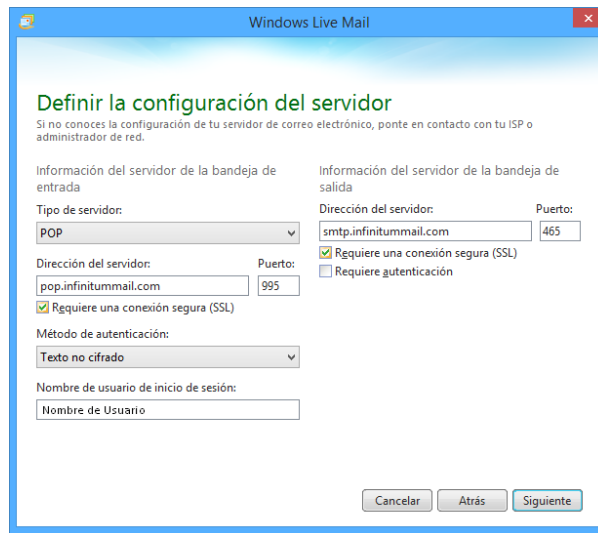 Windows Live Mail
Definir la configuración del servidor
Si no conoces la configuración de tu servidor de correo electrónico, ponte en contacto con tu ISP o
administrador de red.
Información del servidor de la bandeja de
entrada
Tipo de servidor:
POP
Dirección del servidor: Puerto:
pop.infinitummail.com 995
Requiere una conexión segura (SSL)
Método de autenticación:
Texto no cifrado
Nombre de usuario de inicio de sesión:
Nombre de Usuario
Información del servidor de la bandeja de
salida
Dirección del servidor: Puerto:
smtp.infinitummail.com 465
Requiere una conexión segura (SSL)
Requiere autenticación
Cancelar Atrás Siguiente